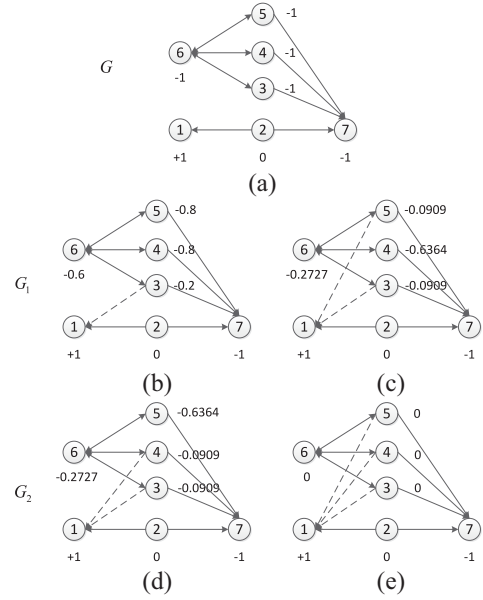 5 -1
6 4 -1
G
-1 3 -1
1 2 7
+1 0 -1
(a)
5 -0.8 5 -0.0909
6 4 -0.8 6 4 -0.6364
-0.6 3 -0.2 -0.2727 3 -0.0909
G1
1 2 7 1 2 7
+1 0 -1 +1 0 -1
(b) (c)
5 -0.6364 5 0
6 4 -0.0909 6 4 0
-0.2727 3 -0.0909 0 3 0
G2
1 2 7 1 2 7
+1 0 -1 +1 0 -1
(d) (e)